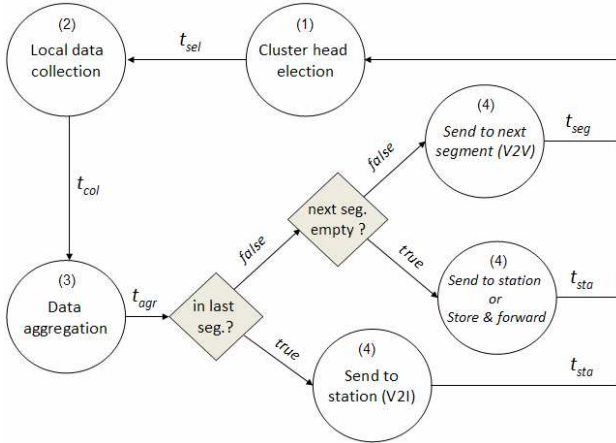 (2)
Local data
collection
t_sel
(1)
Cluster head
election
(4)
Send to next
segment (V2V)
t_seg
false
t_col
next seg.
empty ?
false
true
(3)
Data
aggregation
t_agr
in last
seg.?
(4)
Send to station
or
Store & forward
t_sta
true
(4)
Send to
station (V2I)
t_sta